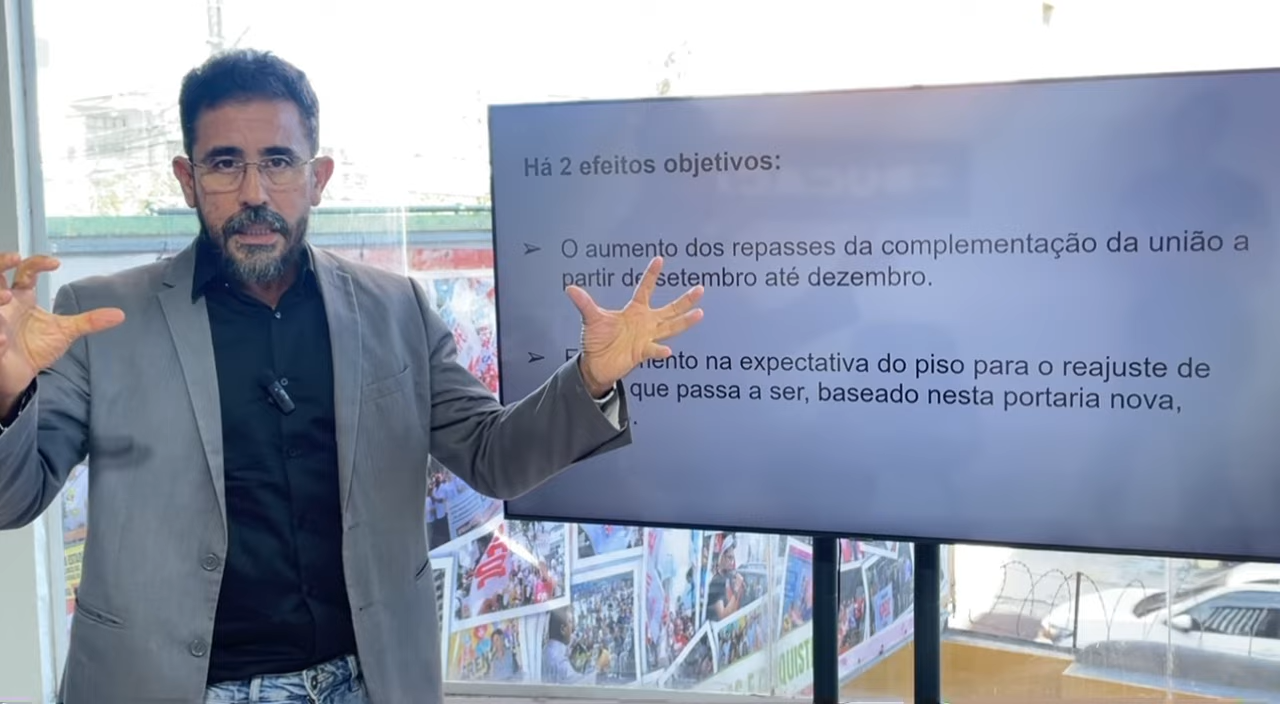 Há 2 efeitos objetivos:
➢ O aumento dos repasses da complementação da união a
partir de setembro até dezembro.
➢ na expectativa do piso para o reajuste de
que passa a ser, baseado nesta portaria nova,
.